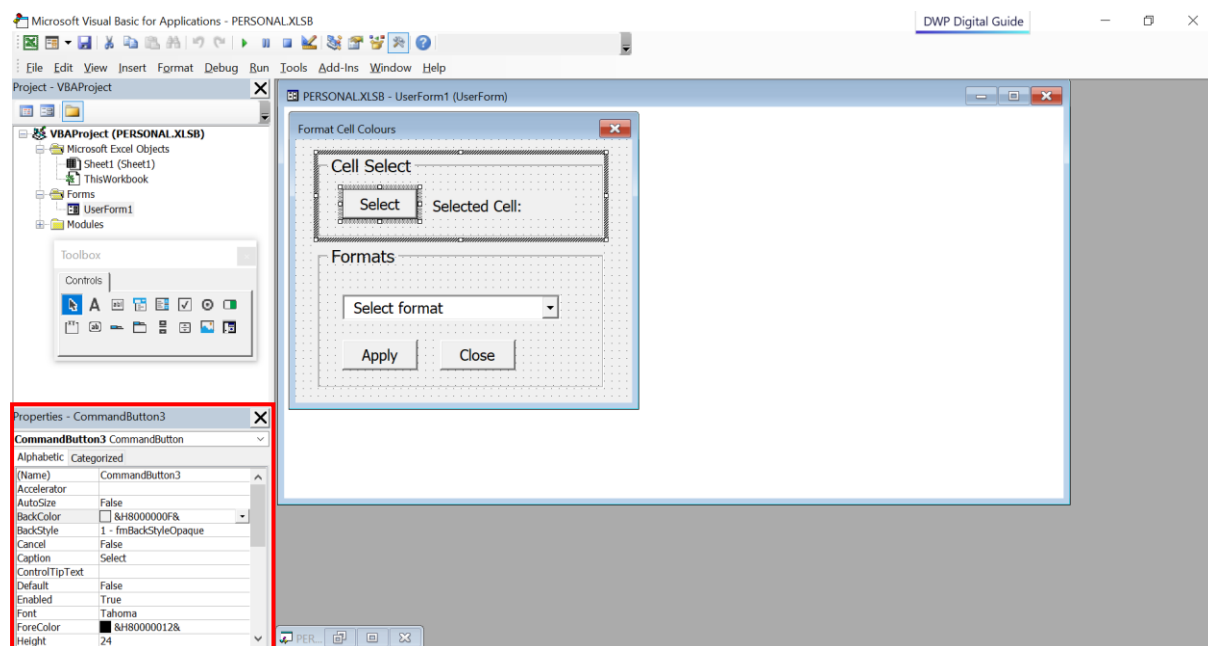 Microsoft Visual Basic for Applications - PERSONAL.XLSB
DWP Digital Guide
File Edit View Insert Format Debug Run Tools Add-Ins Window Help
Project - VBAProject
VBAProject (PERSONAL.XLSB)
Microsoft Excel Objects
Sheet1 (Sheet1)
ThisWorkbook
Forms
UserForm1
Modules
Toolbox
Controls
PERSONAL.XLSB - UserForm1 (UserForm)
Format Cell Colours
Cell Select
Select
Selected Cell:
Formats
Select format
Apply
Close
Properties - CommandButton3
CommandButton3 CommandButton
Alphabetic Categorized
(Name) CommandButton3
Accelerator
AutoSize False
BackColor &H8000000F&
BackStyle 1 - fmBackStyleOpaque
Cancel False
Caption Select
ControlTipText
Default False
Enabled True
Font Tahoma
ForeColor &H80000012&
Height 24
PER...